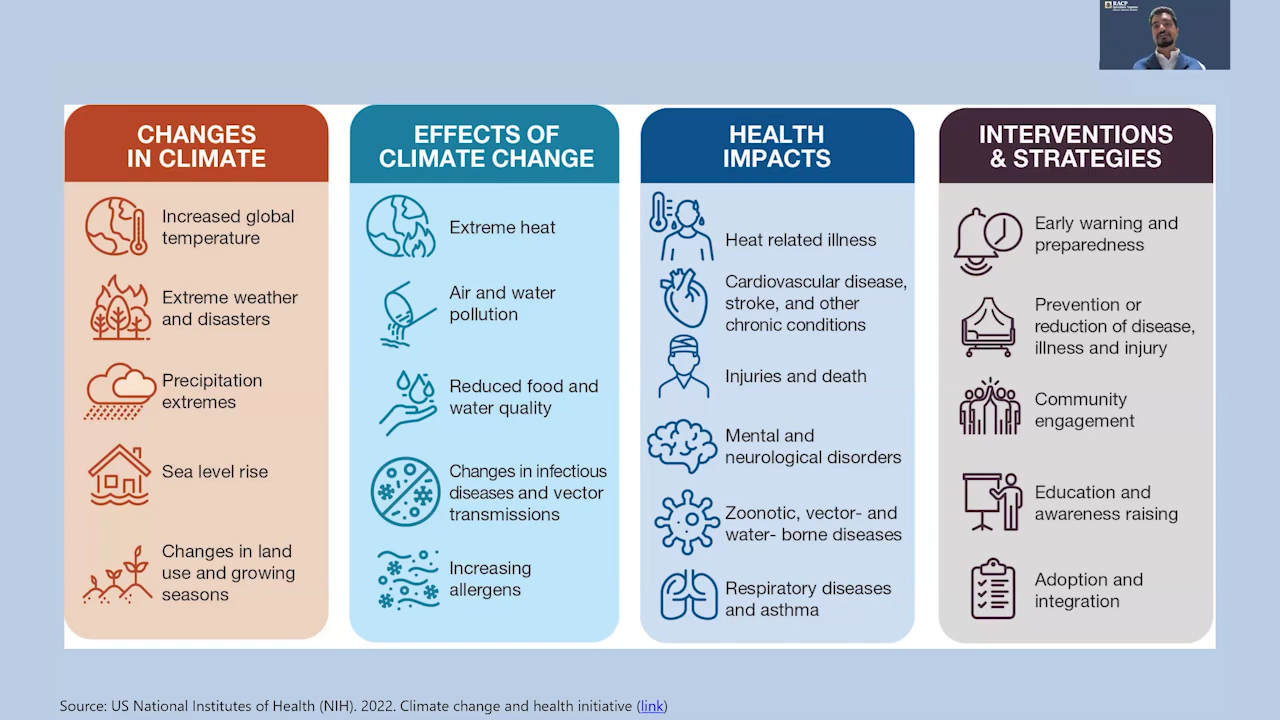 RACP
CHANGES
IN CLIMATE
Increased global
temperature
Extreme weather
and disasters
Precipitation
extremes
Sea level rise
Changes in land
use and growing
seasons
EFFECTS OF
CLIMATE CHANGE
Extreme heat
Air and water
pollution
Reduced food and
water quality
Changes in infectious
diseases and vector
transmissions
Increasing
allergens
HEALTH
IMPACTS
Heat related illness
Cardiovascular disease,
stroke, and other
chronic conditions
Injuries and death
Mental and
neurological disorders
Zoonotic, vector- and
water- borne diseases
Respiratory diseases
and asthma
INTERVENTIONS
& STRATEGIES
Early warning and
preparedness
Prevention or
reduction of disease,
illness and injury
Community
engagement
Education and
awareness raising
Adoption and
integration
Source: US National Institutes of Health (NIH). 2022. Climate change and health initiative (link)